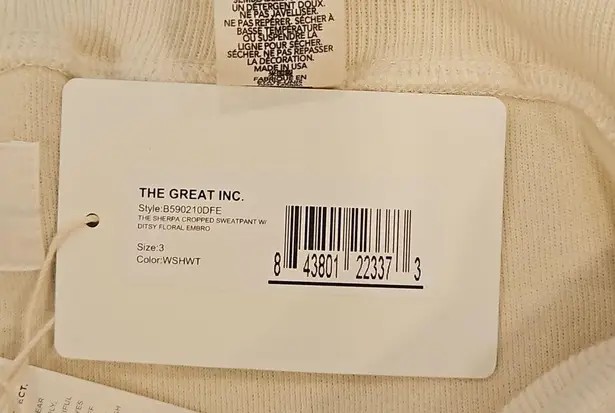 UN DÉTERGENT DOUX.
NE PAS JAVELLISER.
NE PAS REPÉRER, SÉCHER À
BASSE TEMPÉRATURE
OU SUSPENDRE LA
LIGNE POUR SÉCHER.
SÉCHER, NE PAS REPASSER
LA DÉCORATION.
MADE IN USA
THE GREAT INC.
Style:B590210DFE
THE SHERPA CROPPED SWEATPANT W/
DITSY FLORAL EMBRO
Size:3
Color:WSHWT
8 43801 22337 3
ECT.